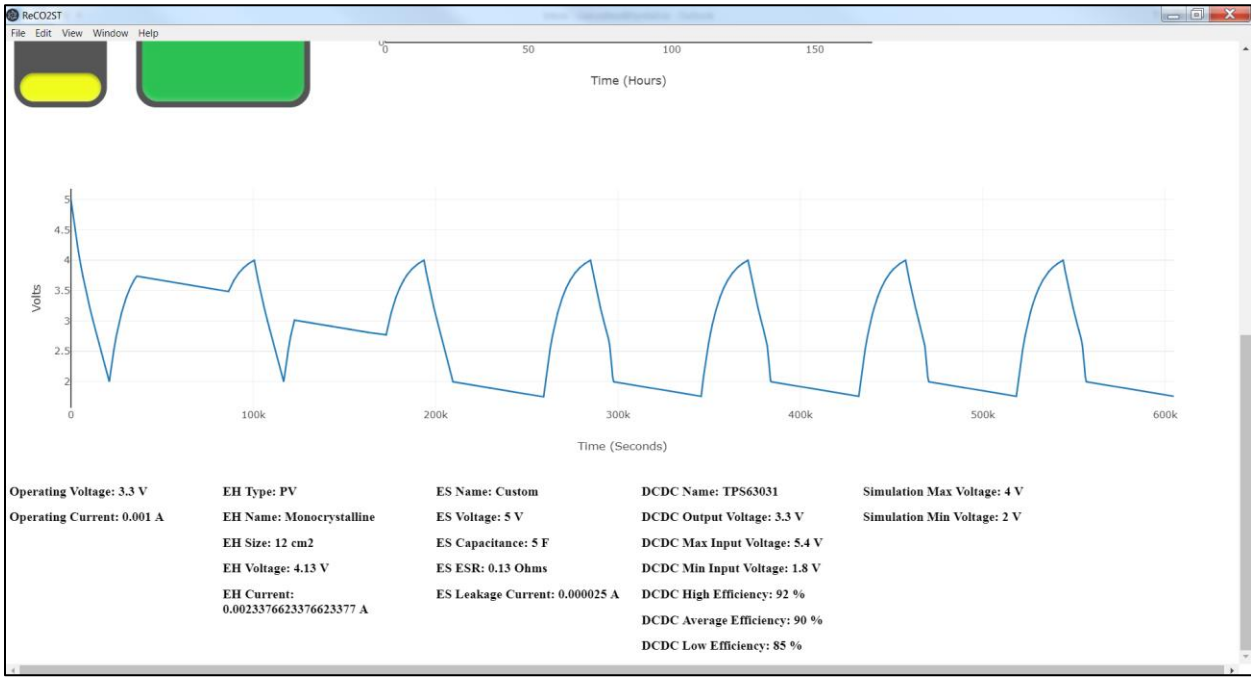 ReCO2ST
File Edit View Window Help
0 50 100 150
Time (Hours)
5
4.5
4
3.5
3
2.5
2
Volts
0 100k 200k 300k 400k 500k 600k
Time (Seconds)
Operating Voltage: 3.3 V
Operating Current: 0.001 A
EH Type: PV
EH Name: Monocrystalline
EH Size: 12 cm2
EH Voltage: 4.13 V
EH Current:
0.0023376623376623377 A
ES Name: Custom
ES Voltage: 5 V
ES Capacitance: 5 F
ES ESR: 0.13 Ohms
ES Leakage Current: 0.000025 A
DCDC Name: TPS63031
DCDC Output Voltage: 3.3 V
DCDC Max Input Voltage: 5.4 V
DCDC Min Input Voltage: 1.8 V
DCDC High Efficiency: 92 %
DCDC Average Efficiency: 90 %
DCDC Low Efficiency: 85 %
Simulation Max Voltage: 4 V
Simulation Min Voltage: 2 V